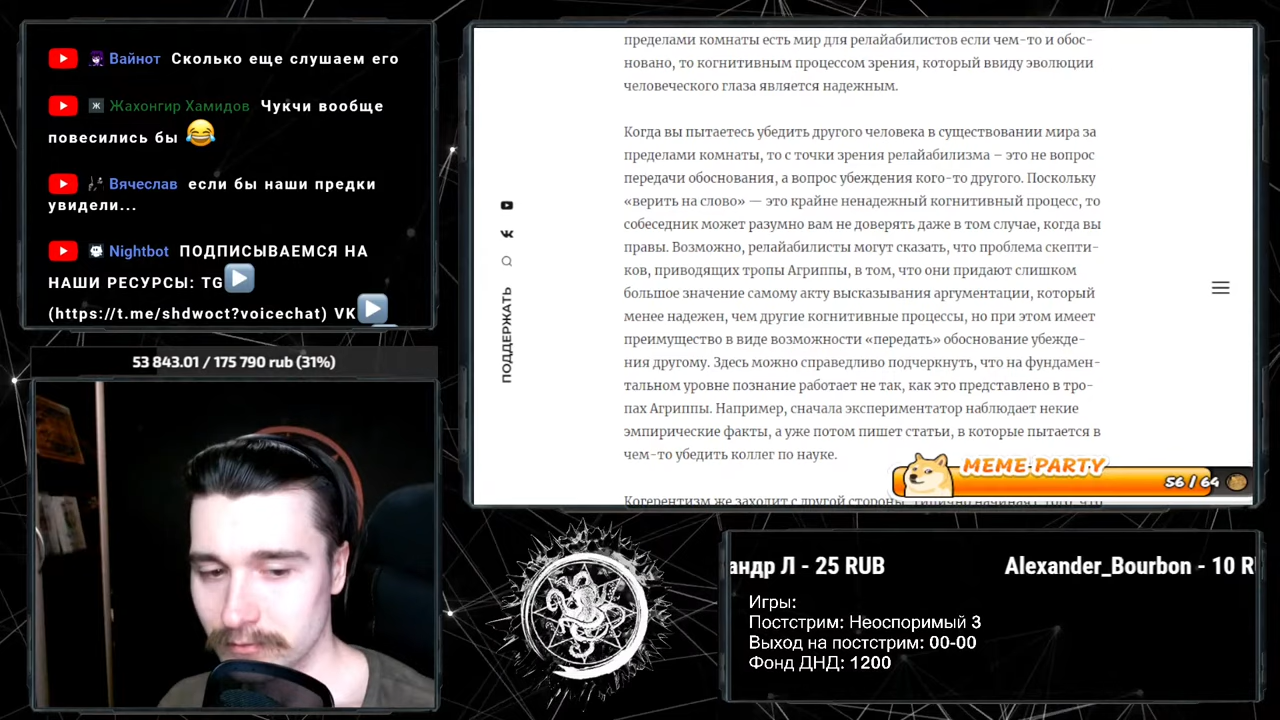 Вайнот Сколько еще слушаем его
Жахонгир Хамидов Чукчи вообще
повесились бы
Вячеслав если бы наши предки
увидели...
Nightbot ПОДПИСЫВАЕМСЯ НА
НАШИ РЕСУРСЫ: TG
(https://t.me/shdwoct?voicechat) VK
53 843.01 / 175 790 rub (31%)
ПОДДЕРЖАТЬ
пределами комнаты есть мир для релайабилистов если чем-то и обос-
новано, то когнитивным процессом зрения, который ввиду эволюции
человеческого глаза является надежным.
Когда вы пытаетесь убедить другого человека в существовании мира за
пределами комнаты, то с точки зрения релайабилизма – это не вопрос
передачи обоснования, а вопрос убеждения кого-то другого. Поскольку
«верить на слово» — это крайне ненадежный когнитивный процесс, то
собеседник может разумно вам не доверять даже в том случае, когда вы
правы. Возможно, релайабилисты могут сказать, что проблема скепти-
ков, приводящих тропы Агриппы, в том, что они придают слишком
большое значение самому акту высказывания аргументации, который
менее надежен, чем другие когнитивные процессы, но при этом имеет
преимущество в виде возможности «передать» обоснование убежде-
ния другому. Здесь можно справедливо подчеркнуть, что на фундамен-
тальном уровне познание работает не так, как это представлено в тро-
пах Агриппы. Например, сначала экспериментатор наблюдает некие
эмпирические факты, а уже потом пишет статьи, в которые пытается в
чем-то убедить коллег по науке.
Когерентизм же заходит с другой стороны, типично начиная с того, что
MEME PARTY
56 / 64
андр Л - 25 RUB
Alexander_Bourbon - 10 R
Игры:
Постстрим: Неоспоримый 3
Выход на постстрим: 00-00
Фонд ДНД: 1200